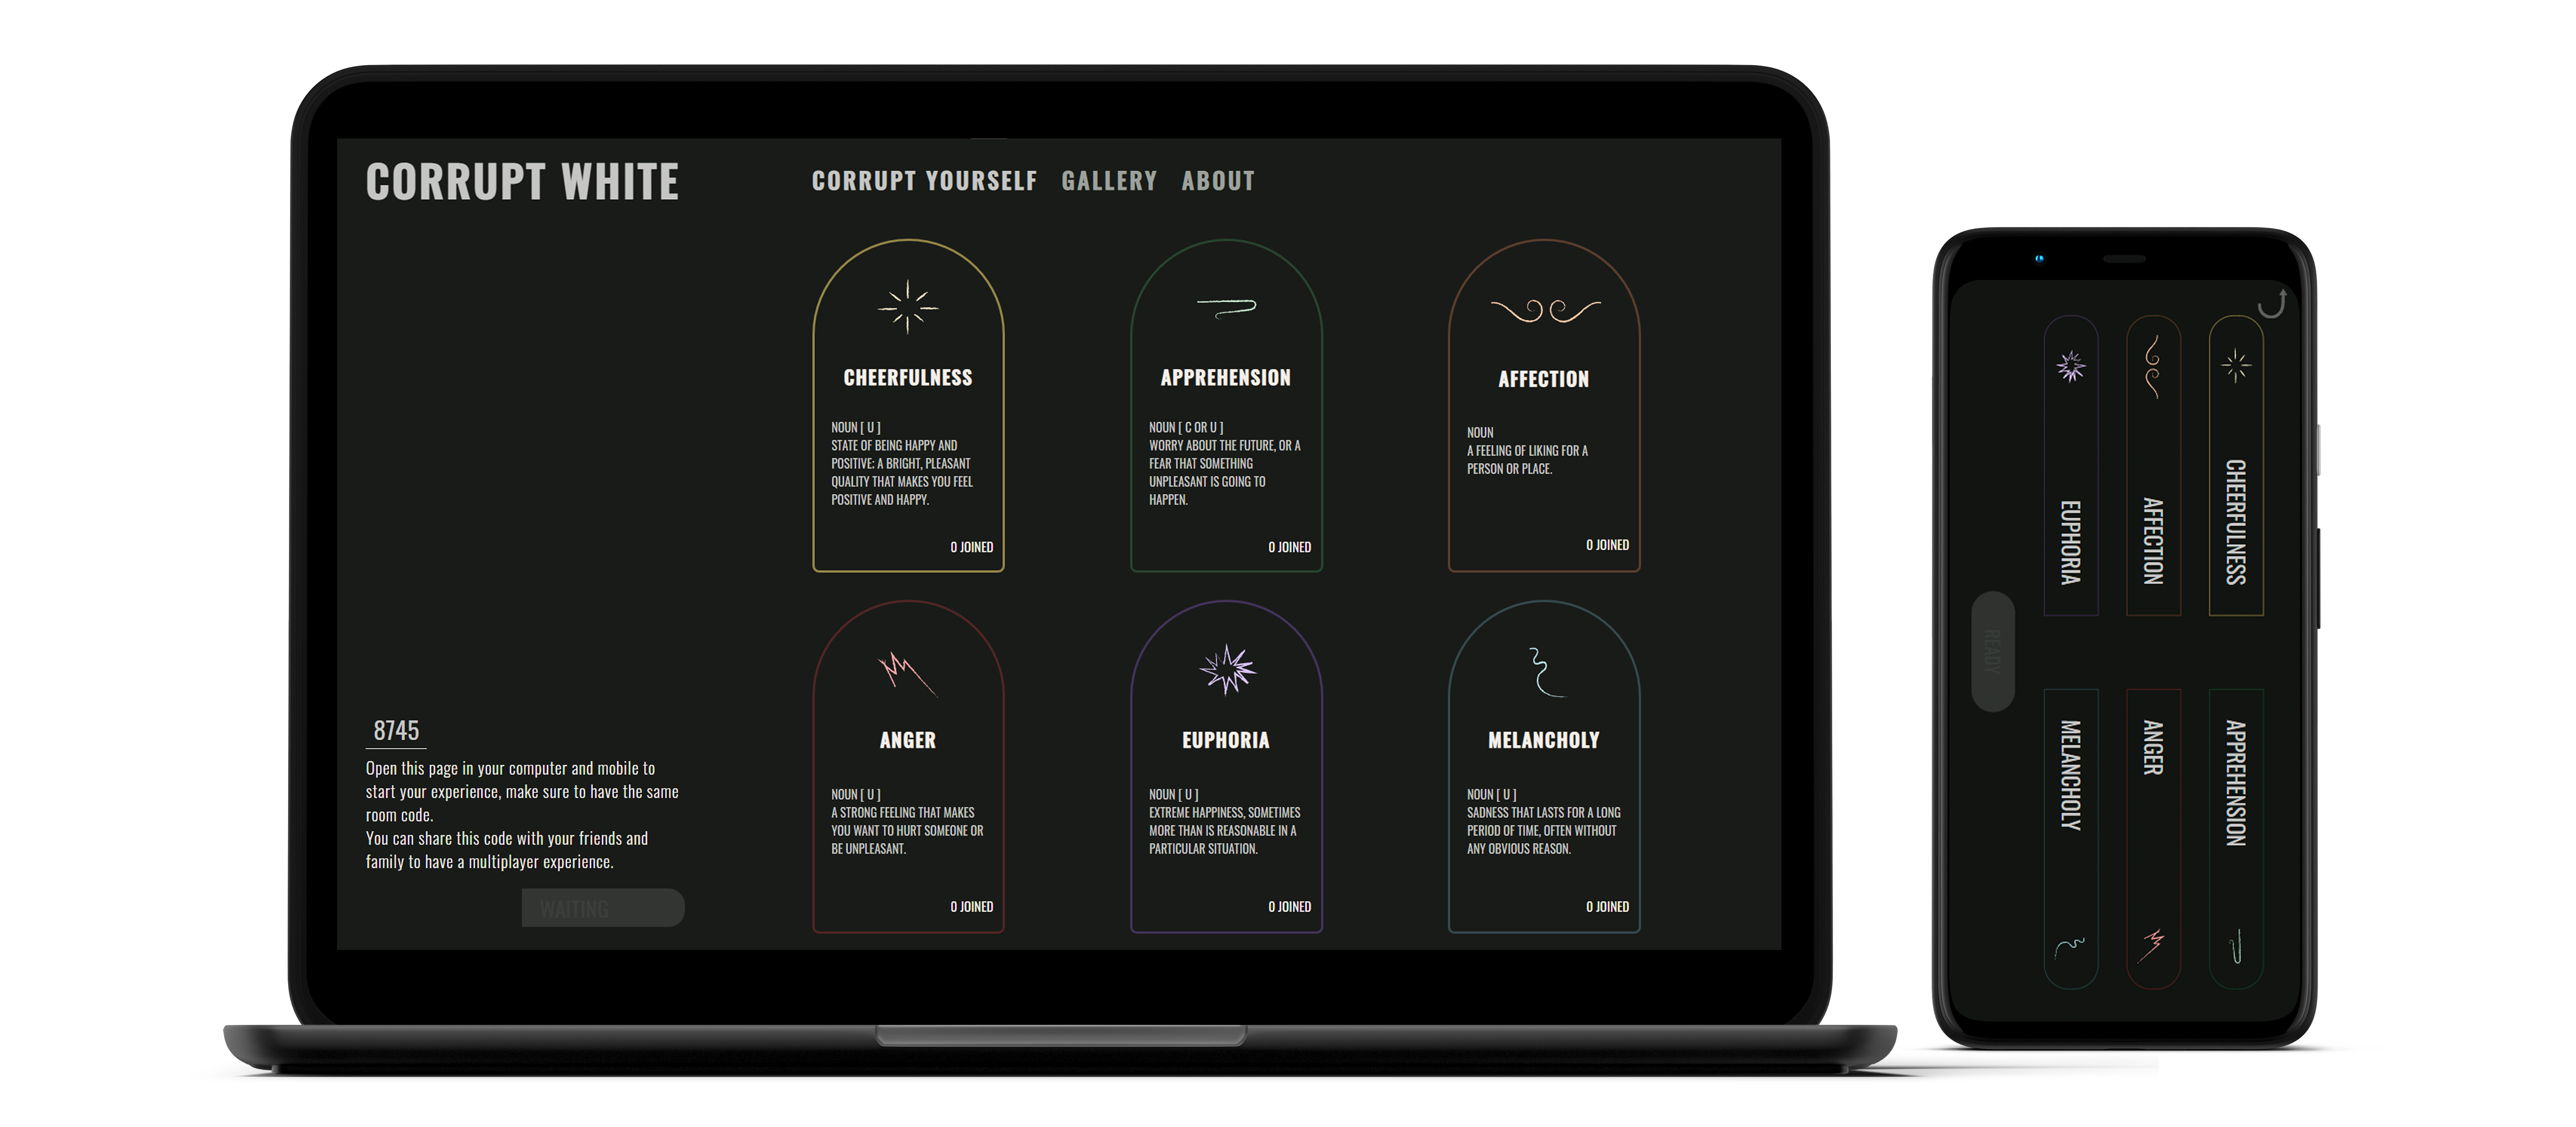 CORRUPT WHITE
CORRUPT YOURSELF GALLERY ABOUT
CHEERFULNESS
NOUN [ U ]
STATE OF BEING HAPPY AND
POSITIVE: A BRIGHT, PLEASANT
QUALITY THAT MAKES YOU FEEL
POSITIVE AND HAPPY.
0 JOINED
APPREHENSION
NOUN [ C OR U ]
WORRY ABOUT THE FUTURE, OR A
FEAR THAT SOMETHING
UNPLEASANT IS GOING TO
HAPPEN.
0 JOINED
AFFECTION
NOUN
A FEELING OF LIKING FOR A
PERSON OR PLACE.
0 JOINED
ANGER
NOUN [ U ]
A STRONG FEELING THAT MAKES
YOU WANT TO HURT SOMEONE OR
BE UNPLEASANT.
0 JOINED
EUPHORIA
NOUN [ U ]
EXTREME HAPPINESS, SOMETIMES
MORE THAN IS REASONABLE IN A
PARTICULAR SITUATION.
0 JOINED
MELANCHOLY
NOUN [ U ]
SADNESS THAT LASTS FOR A LONG
PERIOD OF TIME, OFTEN WITHOUT
ANY OBVIOUS REASON.
0 JOINED
8745
Open this page in your computer and mobile to
start your experience, make sure to have the same
room code.
You can share this code with your friends and
family to have a multiplayer experience.
WAITING
CHEERFULNESS
APPREHENSION
AFFECTION
ANGER
EUPHORIA
MELANCHOLY
READY